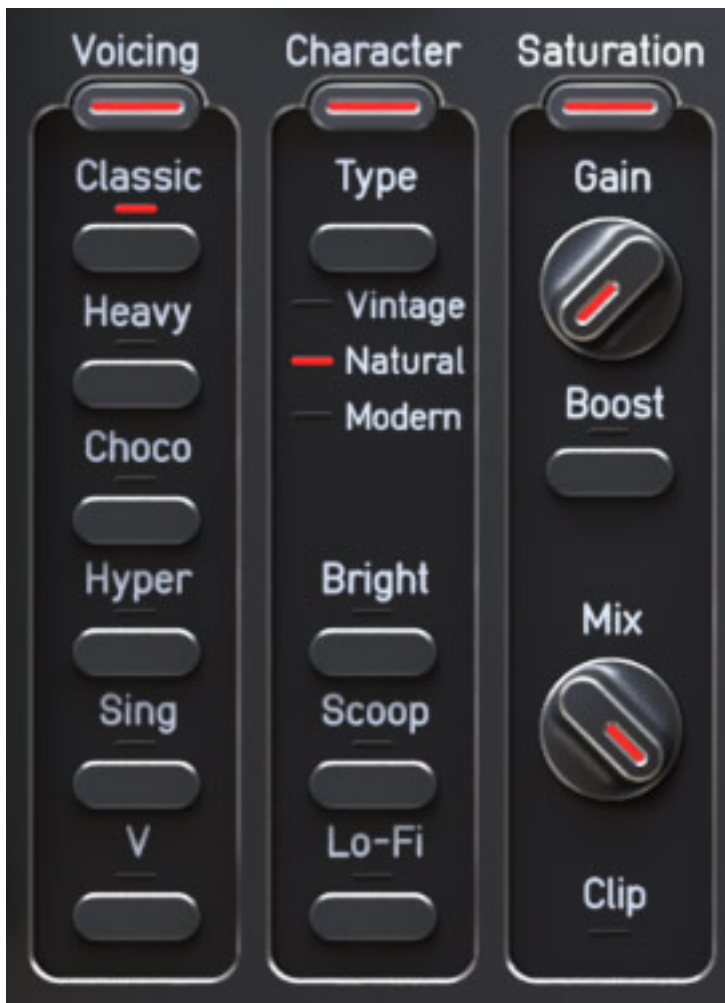 Voicing
Classic
Heavy
Choco
Hyper
Sing
V
Character
Type
Vintage
Natural
Modern
Bright
Scoop
Lo-Fi
Saturation
Gain
Boost
Mix
Clip